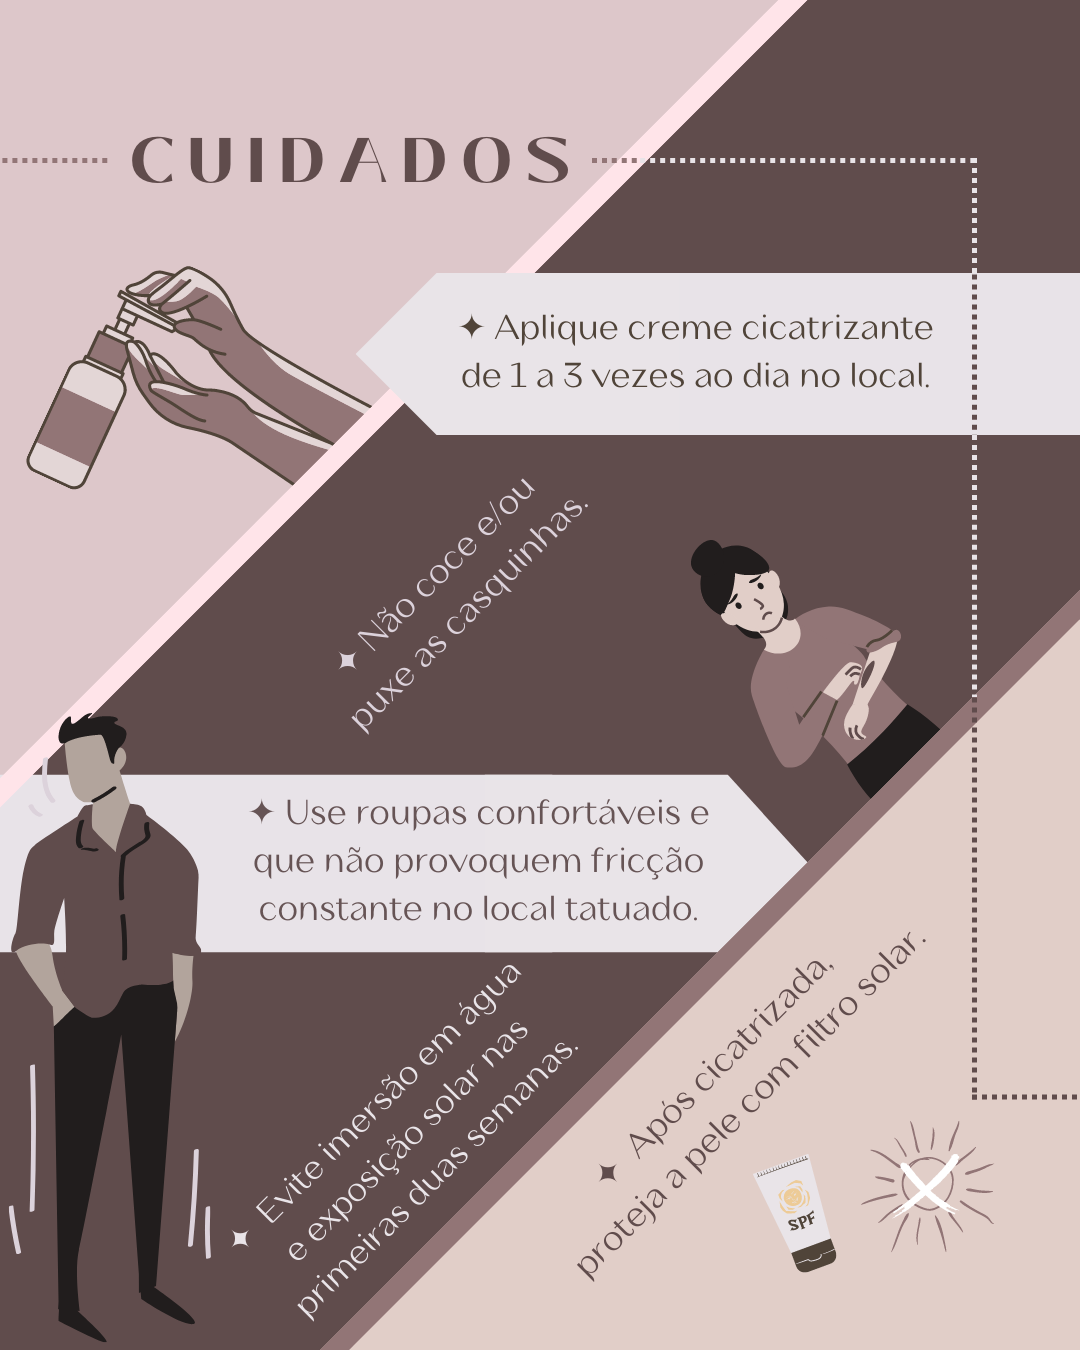 CUIDADOS
✦ Aplique creme cicatrizante
de 1 a 3 vezes ao dia no local.
✦ Não coce e/ou
puxe as casquinhas.
✦ Use roupas confortáveis e
que não provoquem fricção
constante no local tatuado.
✦ Evite imersão em água
e exposição solar nas
primeiras duas semanas.
✦ Após cicatrizada,
proteja a pele com filtro solar.
SPF